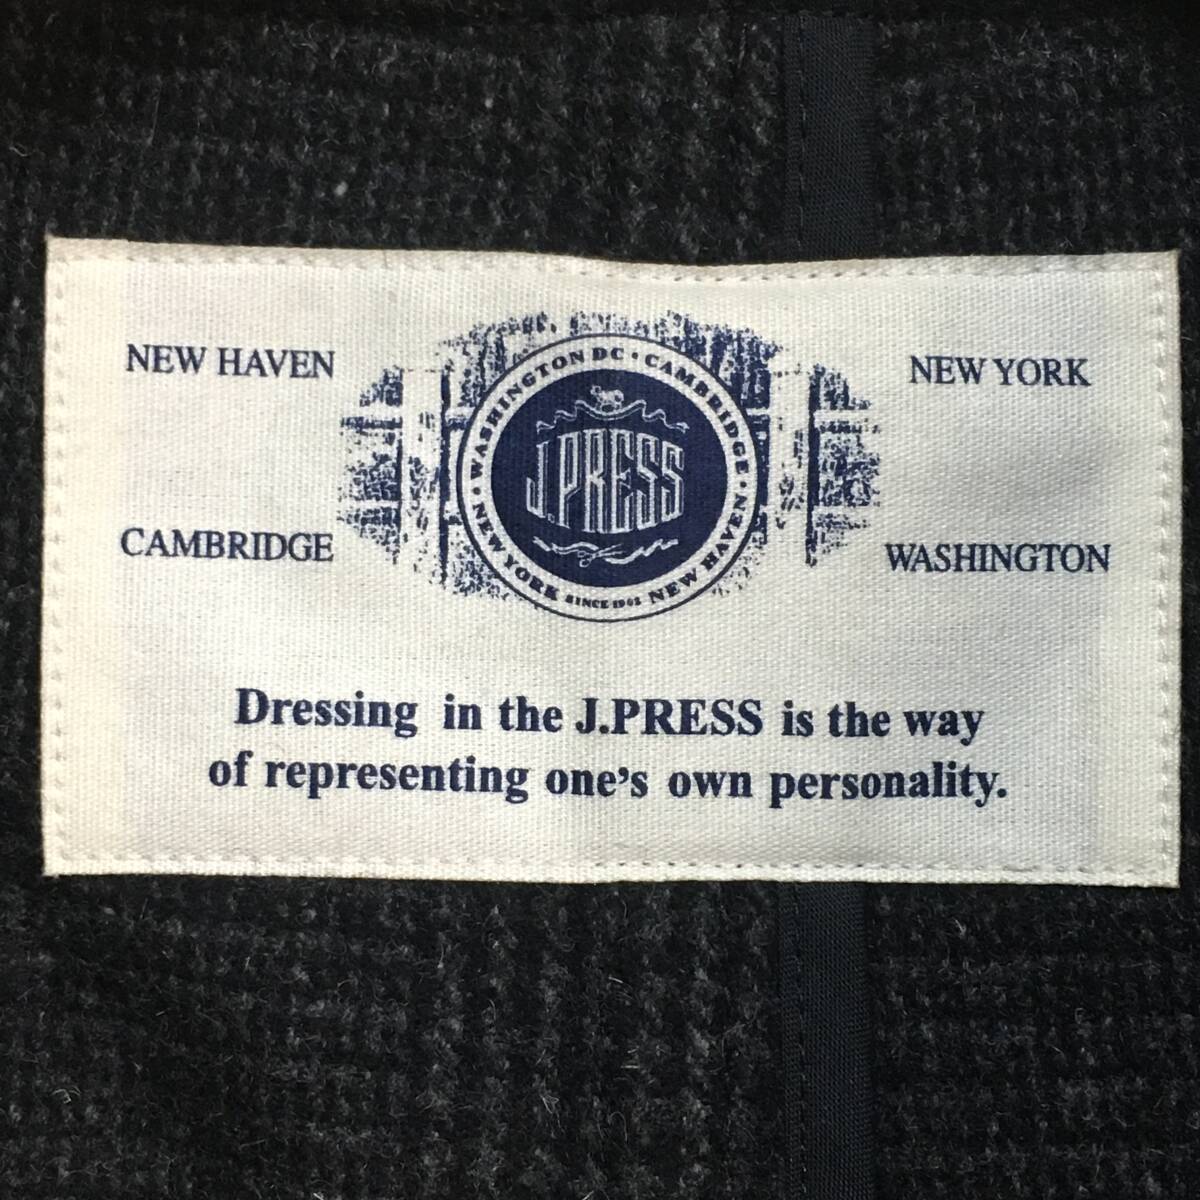 NEW HAVEN
NEW YORK
WASHINGTON DC • CAMBRIDGE • NEW HAVEN • NEW YORK
J.PRESS
SINCE 1902
CAMBRIDGE
WASHINGTON
Dressing in the J.PRESS is the way
of representing one's own personality.